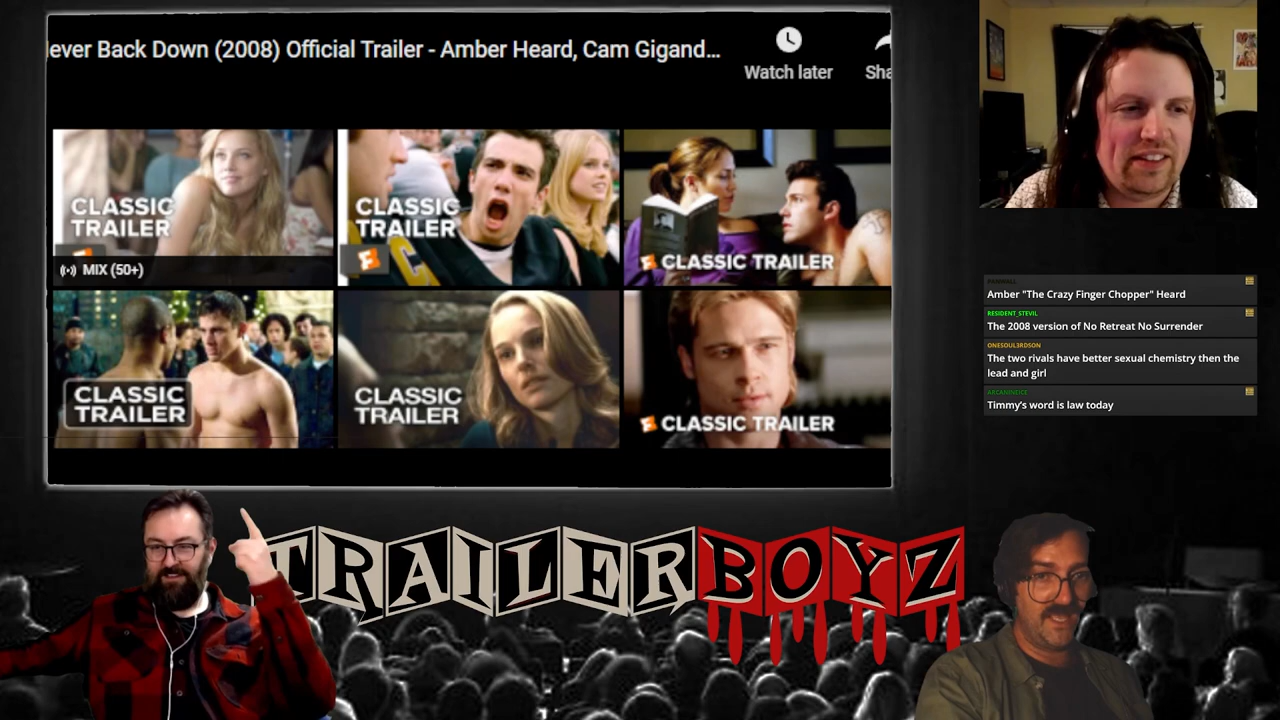 ever Back Down (2008) Official Trailer - Amber Heard, Cam Gigand...
Watch later
Sha
CLASSIC
TRAILER
CLASSIC
TRAILER
CLASSIC TRAILER
MIX (50+)
CLASSIC
TRAILER
CLASSIC
TRAILER
CLASSIC TRAILER
Amber "The Crazy Finger Chopper" Heard
RESIDENT_STEVIL
The 2008 version of No Retreat No Surrender
ONESOUL3RDSON
The two rivals have better sexual chemistry then the
lead and girl
Timmy's word is law today
TRAILERBOYZ